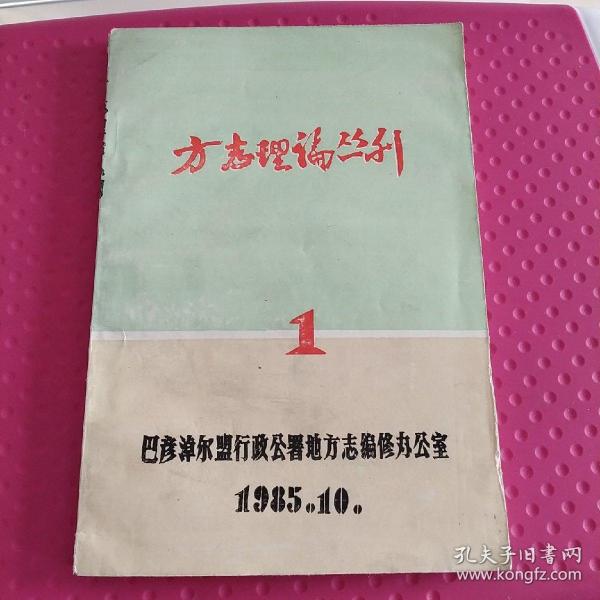 方志理论丛刊
1
巴彦淖尔盟行政公署地方志编修办公室
1985.10.
孔夫子旧书网
www.kongfz.com